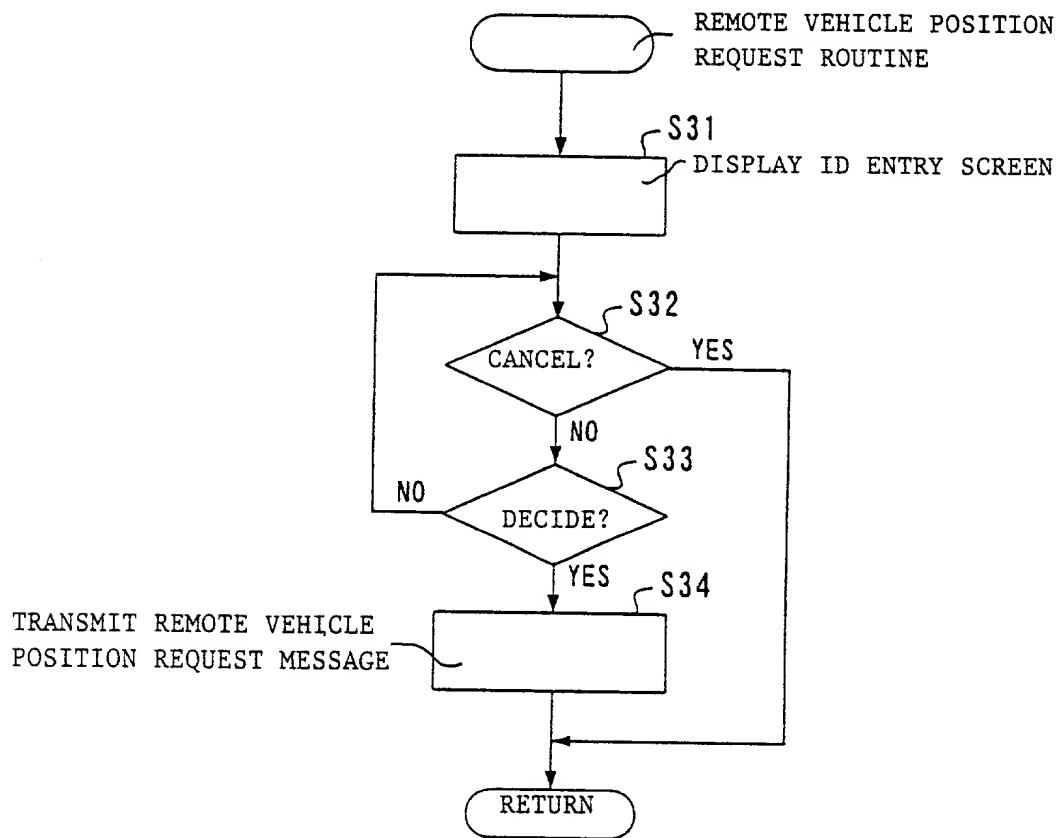 REMOTE VEHICLE POSITION
REQUEST ROUTINE
S31
DISPLAY ID ENTRY SCREEN
S32
CANCEL?
YES
NO
S33
NO
DECIDE?
YES
S34
TRANSMIT REMOTE VEHICLE
POSITION REQUEST MESSAGE
RETURN